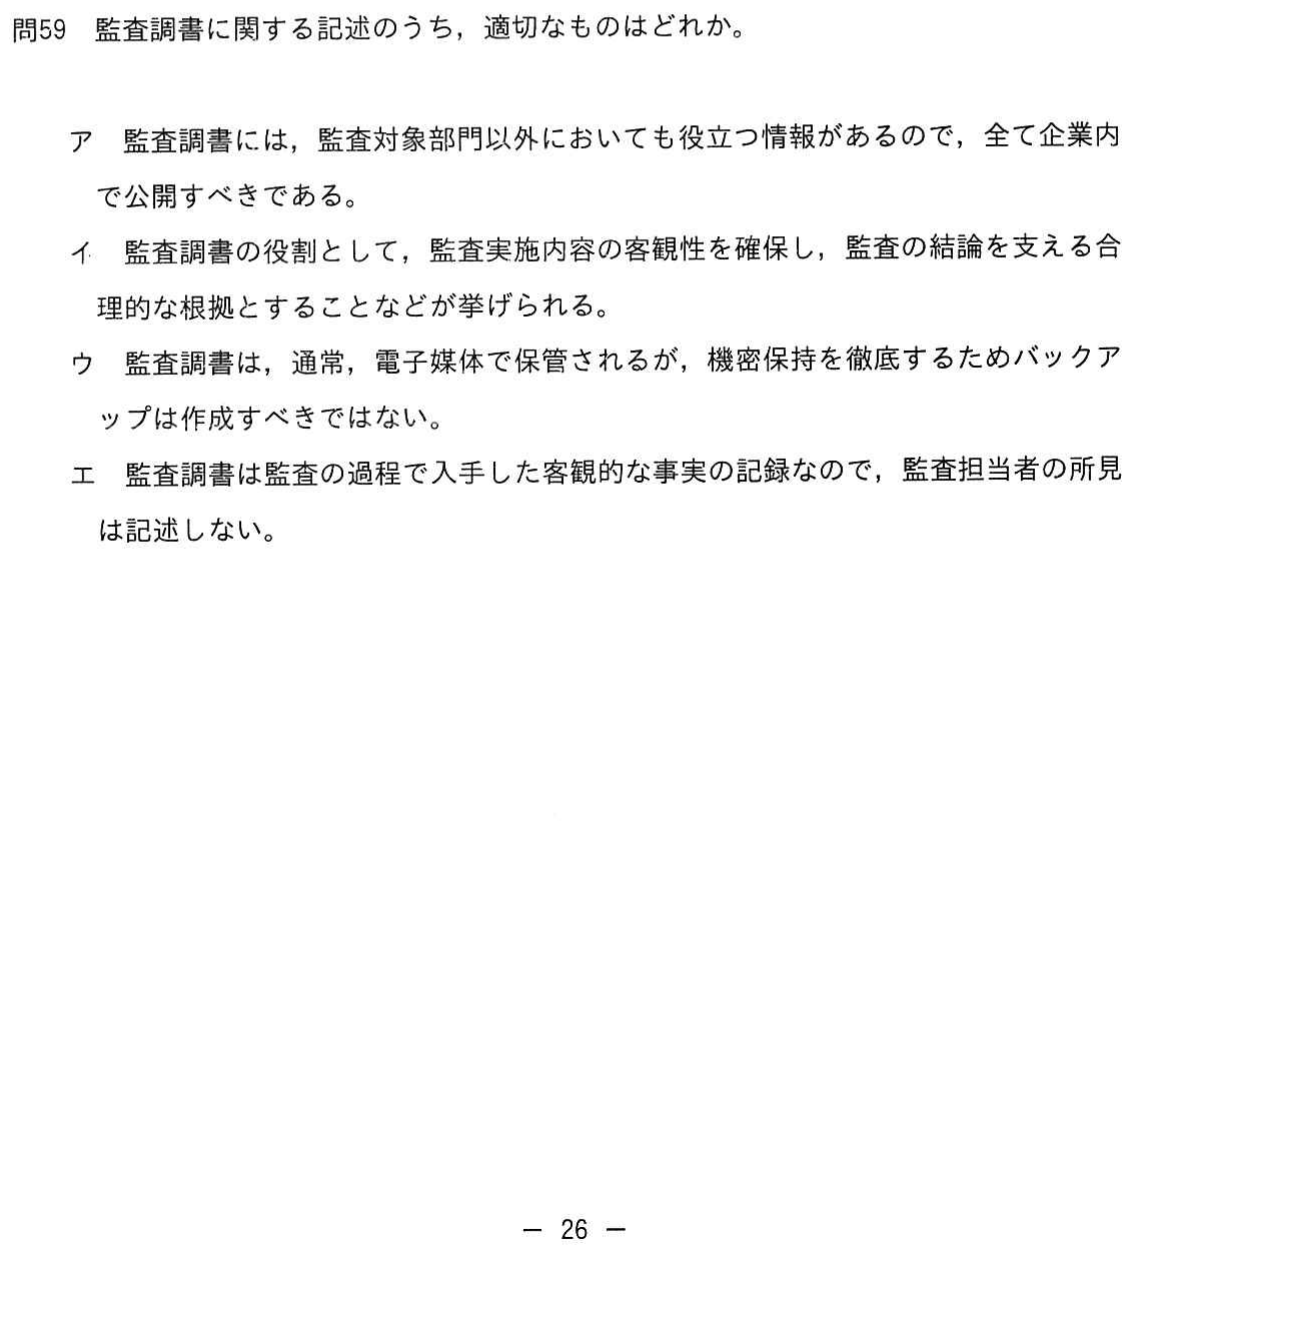 問59　監査調書に関する記述のうち，適切なものはどれか。
ア　監査調書には，監査対象部門以外においても役立つ情報があるので，全て企業内
で公開すべきである。
イ　監査調書の役割として，監査実施内容の客観性を確保し，監査の結論を支える合
理的な根拠とすることなどが挙げられる。
ウ　監査調書は，通常，電子媒体で保管されるが，機密保持を徹底するためバックア
ップは作成すべきではない。
エ　監査調書は監査の過程で入手した客観的な事実の記録なので，監査担当者の所見
は記述しない。
－ 26 －